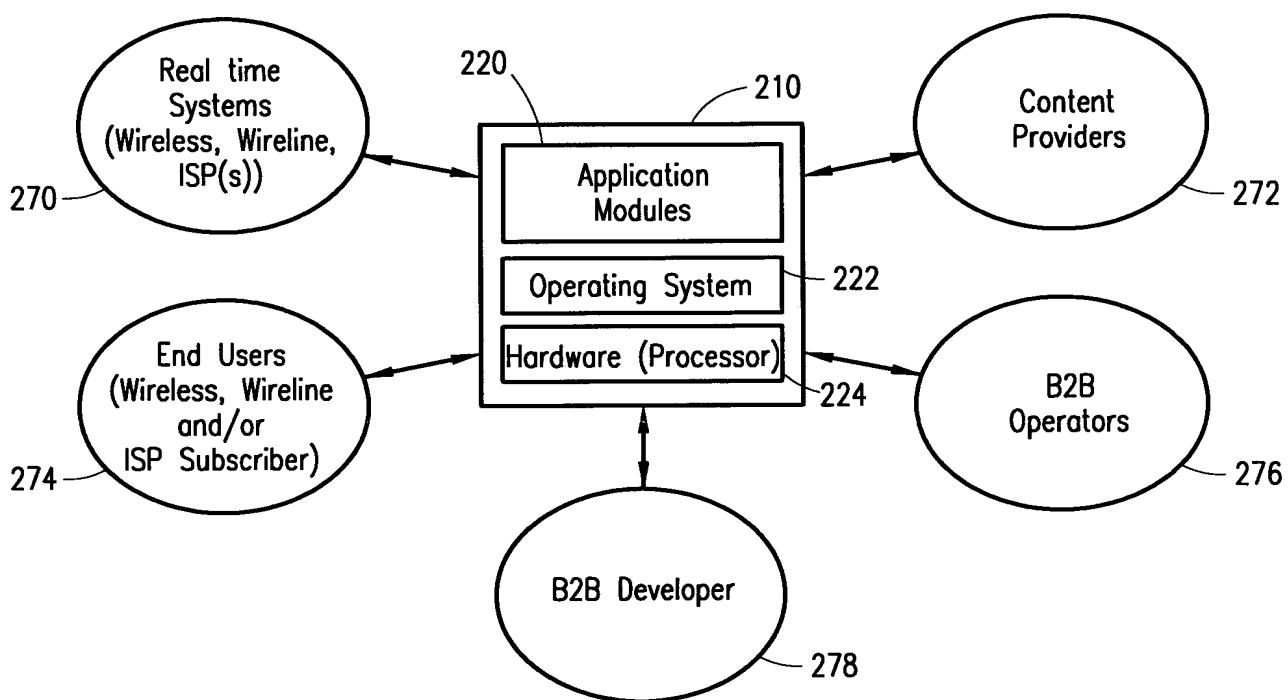 Real time
Systems
(Wireless, Wireline,
ISP(s))
270
220
210
Application
Modules
Operating System
222
Hardware (Processor)
224
Content
Providers
272
End Users
(Wireless, Wireline
and/or
ISP Subscriber)
274
B2B
Operators
276
B2B Developer
278